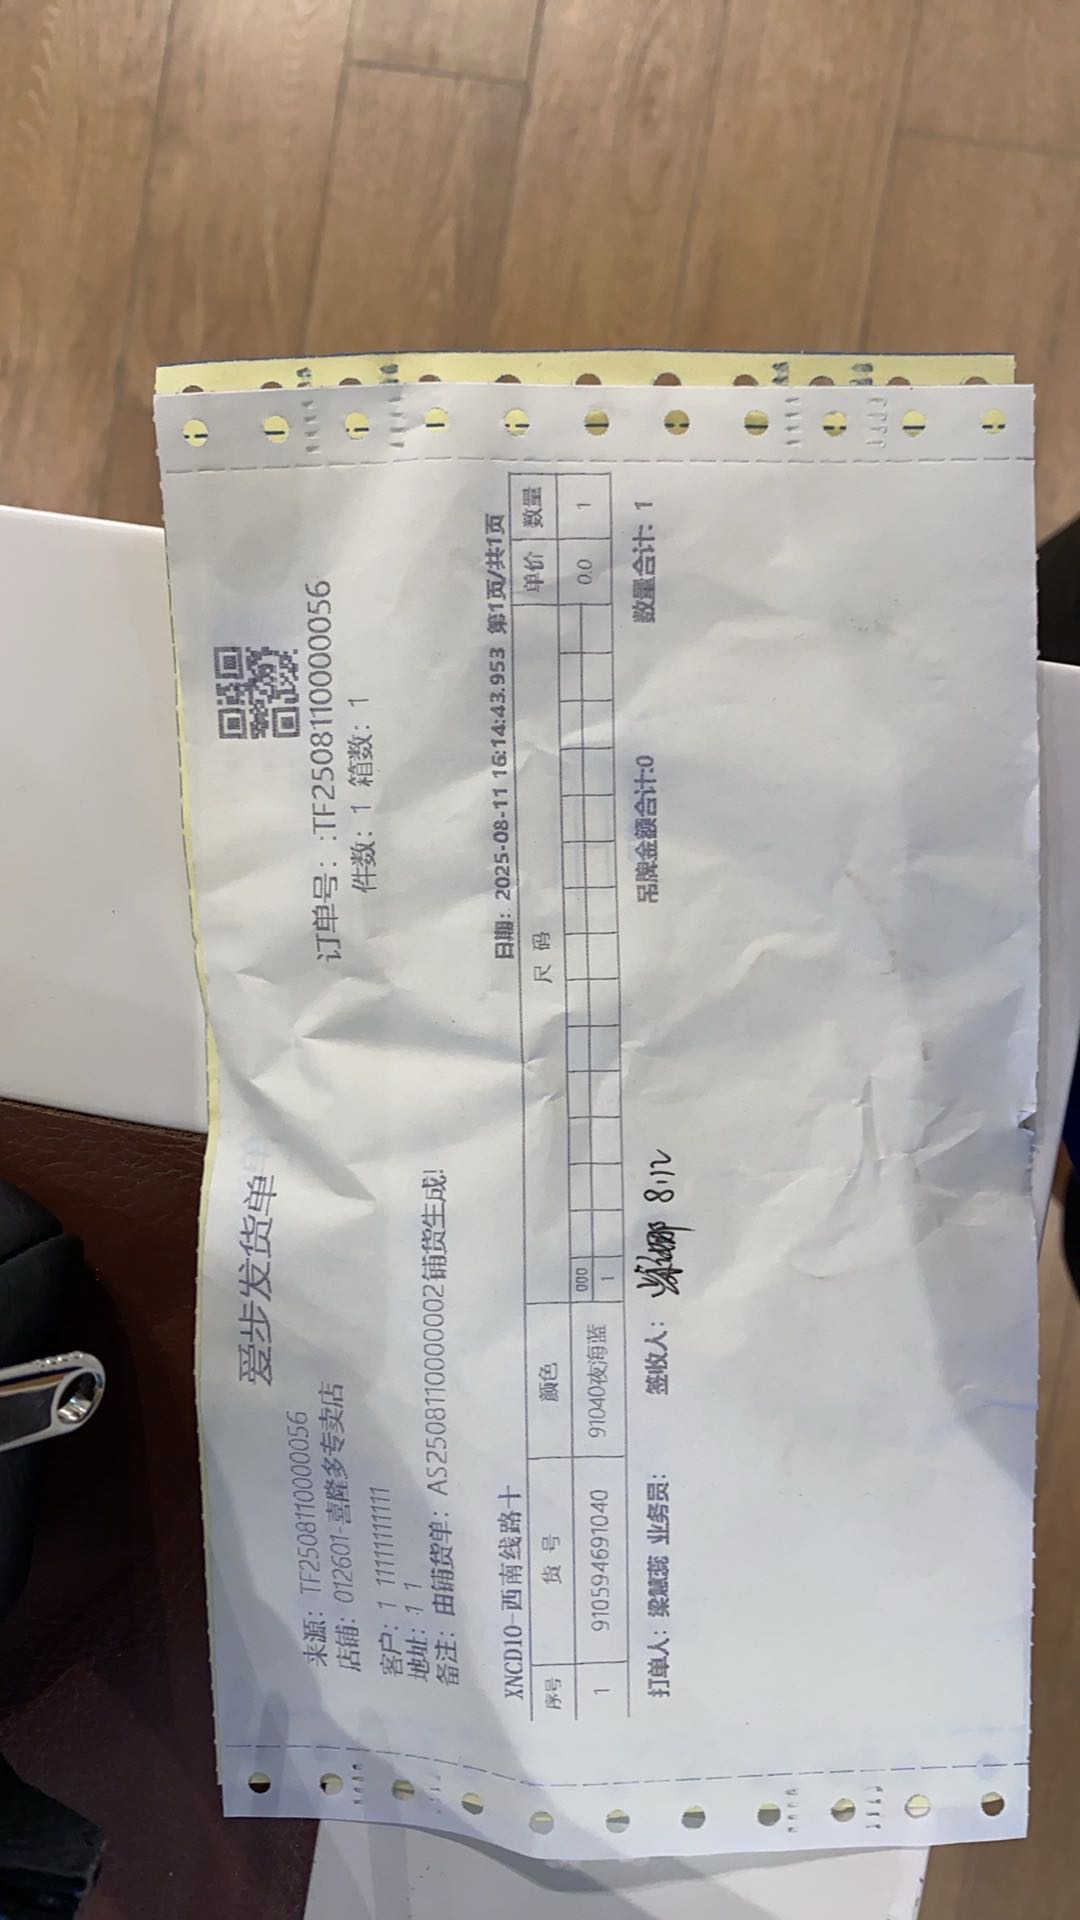 爱步发货单
来源: TF2508110000056
订单号: :TF2508110000056
店铺: 012601-喜隆多专卖店
件数: 1 箱数: 1
客户: 1 11111111111
地址: 1 1
备注: 由铺货单: AS2508110000002铺货生成!
XNCD10-西南线路十
日期: 2025-08-11 16:14:43.953 第1页/共1页
序号 货 号 颜色 尺 码 单价 数量
000
1 91059469​1040 91040夜海蓝 1 0.0 1
打单人: 梁慧蕊 业务员: 签收人: 8.12 吊牌金额合计:0 数量合计: 1